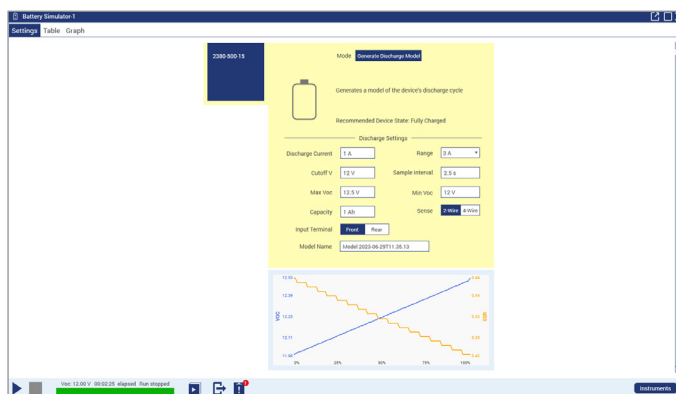 Battery Simulator-1
Settings Table Graph
2380-500-15
Mode Generate Discharge Model
Generates a model of the device's discharge cycle
Recommended Device State: Fully Charged
Discharge Settings
Discharge Current 1 A Range 3 A
Cutoff V 12 V Sample Interval 2.5 s
Max Voc 12.5 V Min Voc 12 V
Capacity 1 Ah Sense 2-Wire 4-Wire
Input Terminal Front Rear
Model Name Model 2023-06-29T11.26.13
VOC
0% 25% 50% 75% 100%
Voc: 12.00 V 00:02:25 elapsed Run stopped
Instruments